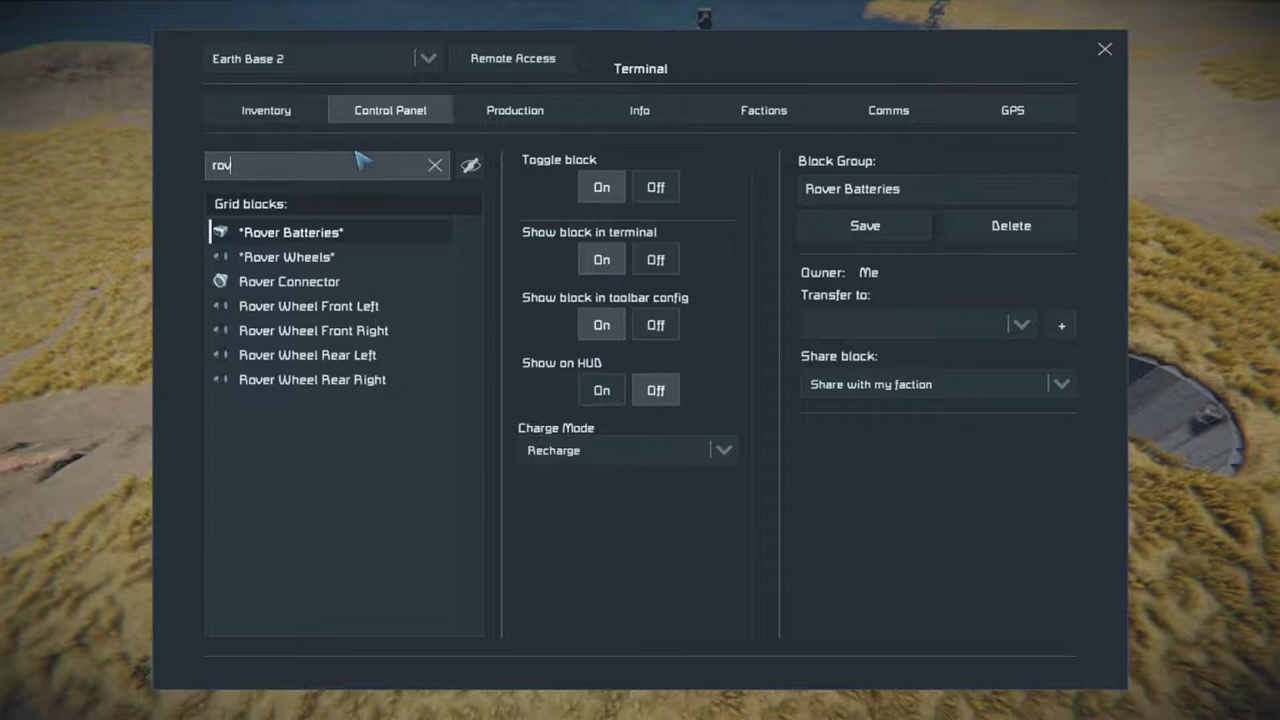 Earth Base 2
Remote Access
Terminal
Inventory
Control Panel
Production
Info
Factions
Comms
GPS
rov
Grid blocks:
*Rover Batteries*
*Rover Wheels*
Rover Connector
Rover Wheel Front Left
Rover Wheel Front Right
Rover Wheel Rear Left
Rover Wheel Rear Right
Toggle block
On Off
Show block in terminal
On Off
Show block in toolbar config
On Off
Show on HUD
On Off
Charge Mode
Recharge
Block Group:
Rover Batteries
Save Delete
Owner: Me
Transfer to:
+
Share block:
Share with my faction